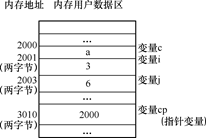 内存地址 内存用户数据区
...
2000 a 变量c
2001 3 变量i
(两字节)
2003 6 变量j
(两字节)
...
3010 2000 变量cp
(两字节) (指针变量)
...